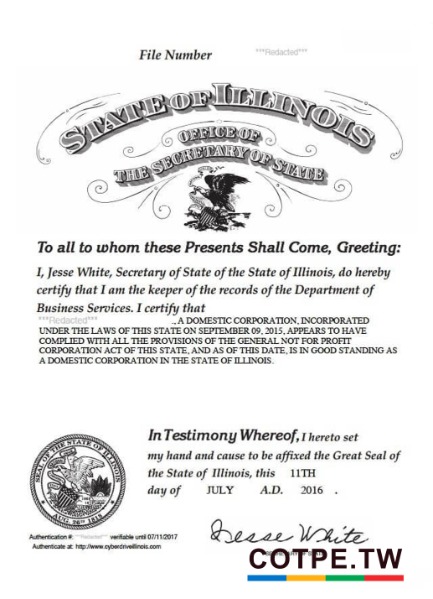 File Number ***Redacted***
STATE OF ILLINOIS
OFFICE OF
THE SECRETARY OF STATE
To all to whom these Presents Shall Come, Greeting:
I, Jesse White, Secretary of State of the State of Illinois, do hereby
certify that I am the keeper of the records of the Department of
Business Services. I certify that
***Redacted*** ., A DOMESTIC CORPORATION, INCORPORATED
UNDER THE LAWS OF THIS STATE ON SEPTEMBER 09, 2015, APPEARS TO HAVE
COMPLIED WITH ALL THE PROVISIONS OF THE GENERAL NOT FOR PROFIT
CORPORATION ACT OF THIS STATE, AND AS OF THIS DATE, IS IN GOOD STANDING AS
A DOMESTIC CORPORATION IN THE STATE OF ILLINOIS.
In Testimony Whereof, I hereto set
my hand and cause to be affixed the Great Seal of
the State of Illinois, this 11TH
day of JULY A.D. 2016 .
SEAL OF THE STATE OF ILLINOIS
AUG. 26TH 1818
Authentication #: ***Redacted*** verifiable until 07/11/2017
Authenticate at: http://www.cyberdriveillinois.com
Jesse White
COTPE.TW